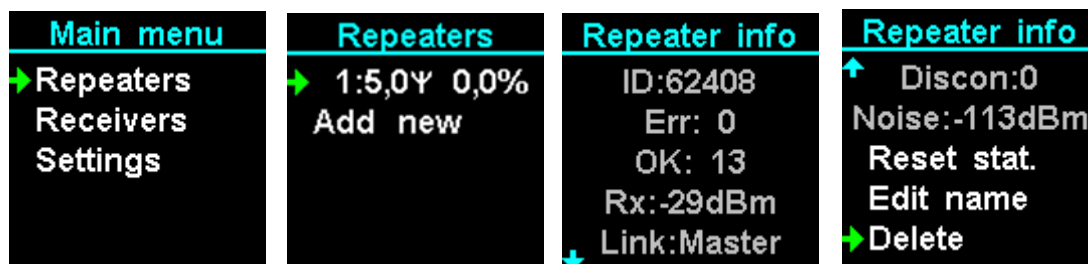 Main menu
Repeaters
Receivers
Settings
Repeaters
1:5,0Ψ 0,0%
Add new
Repeater info
ID:62408
Err: 0
OK: 13
Rx:-29dBm
Link:Master
Repeater info
Discon:0
Noise:-113dBm
Reset stat.
Edit name
Delete